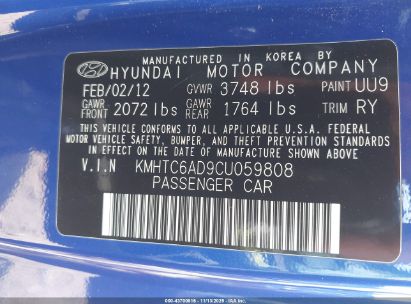 MANUFACTURED IN KOREA BY
HYUNDAI MOTOR COMPANY
FEB/02/12 GVWR 3748 lbs PAINT UU9
GAWR FRONT 2072 lbs GAWR REAR 1764 lbs TRIM RY
THIS VEHICLE CONFORMS TO ALL APPLICABLE U.S.A. FEDERAL
MOTOR VEHICLE SAFETY, BUMPER, AND THEFT PREVENTION STANDARDS IN
EFFECT ON THE DATE OF MANUFACTURE SHOWN ABOVE.
V.I.N KMHTC6AD9CU059808
PASSENGER CAR